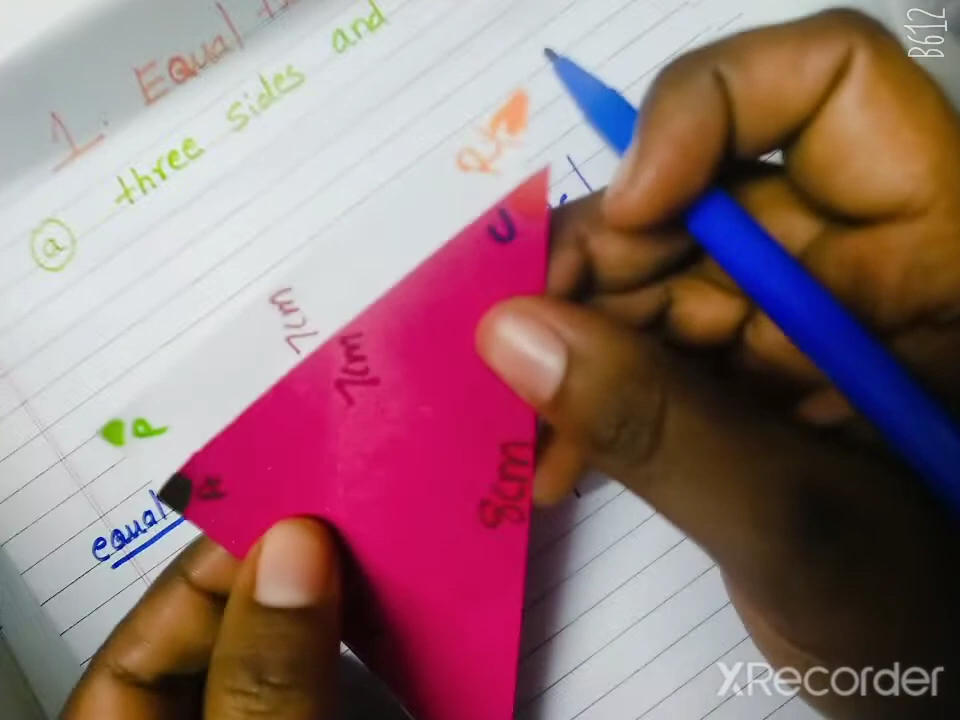 1. Equal
a three sides and
R
7cm
C
7cm
P
8cm
A
equal
B612
XRecorder